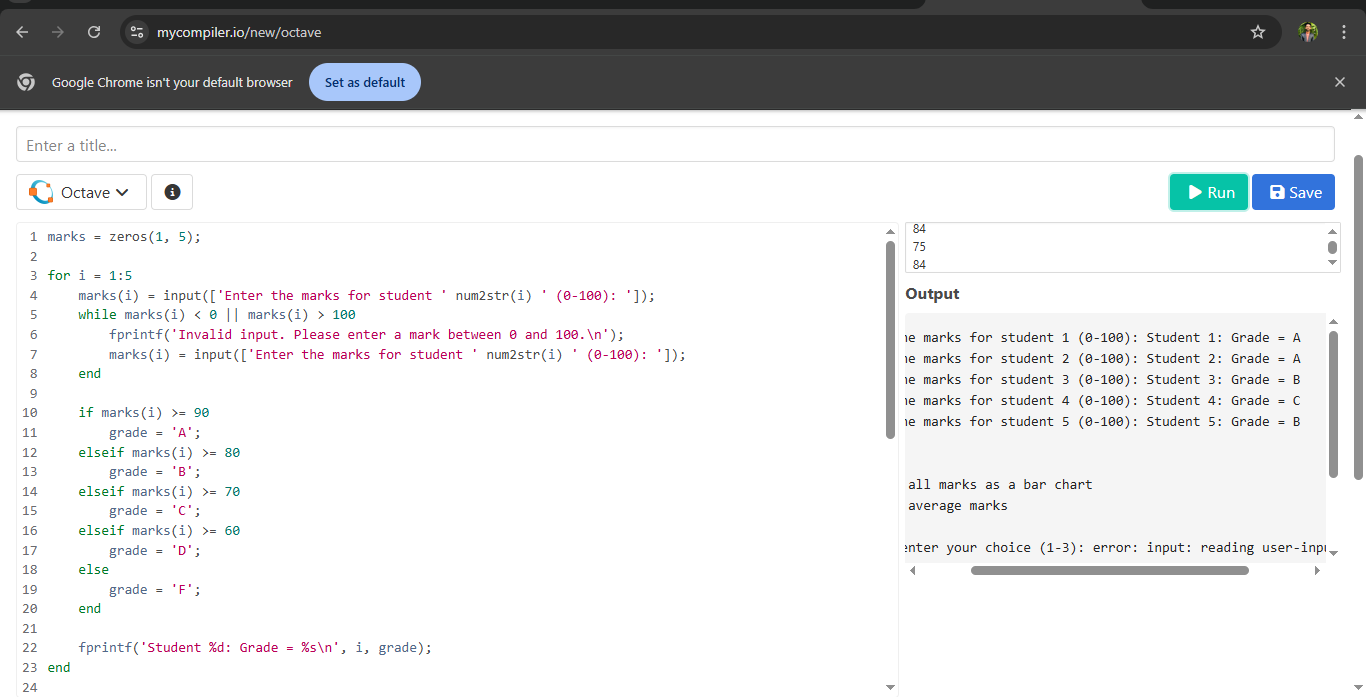 mycompiler.io/new/octave
Google Chrome isn't your default browser
Set as default
Enter a title...
Octave
Run
Save
1 marks = zeros(1, 5);
2
3 for i = 1:5
4 marks(i) = input(['Enter the marks for student ' num2str(i) ' (0-100): ']);
5 while marks(i) < 0 || marks(i) > 100
6 fprintf('Invalid input. Please enter a mark between 0 and 100.\n');
7 marks(i) = input(['Enter the marks for student ' num2str(i) ' (0-100): ']);
8 end
9
10 if marks(i) >= 90
11 grade = 'A';
12 elseif marks(i) >= 80
13 grade = 'B';
14 elseif marks(i) >= 70
15 grade = 'C';
16 elseif marks(i) >= 60
17 grade = 'D';
18 else
19 grade = 'F';
20 end
21
22 fprintf('Student %d: Grade = %s\n', i, grade);
23 end
24
84
75
84
Output
he marks for student 1 (0-100): Student 1: Grade = A
he marks for student 2 (0-100): Student 2: Grade = A
he marks for student 3 (0-100): Student 3: Grade = B
he marks for student 4 (0-100): Student 4: Grade = C
he marks for student 5 (0-100): Student 5: Grade = B
all marks as a bar chart
average marks
enter your choice (1-3): error: input: reading user-inpu